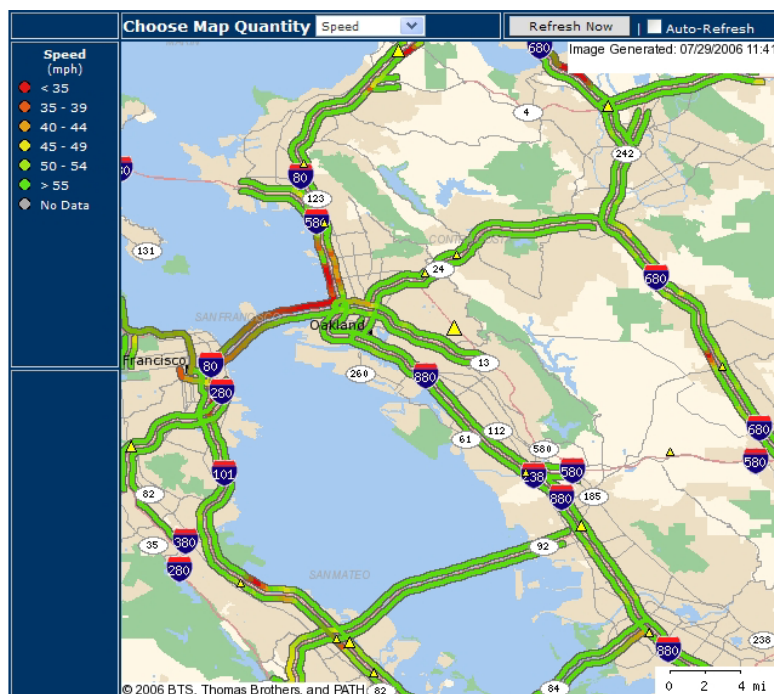 Choose Map Quantity Speed Refresh Now | Auto-Refresh
Image Generated: 07/29/2006 11:41
Speed
(mph)
< 35
35 - 39
40 - 44
45 - 49
50 - 54
> 55
No Data
680
4
242
80
123
580
131
24
680
SAN FRANCISCO
Oakland
Francisco
80
280
13
260
880
61
112
580
680
580
101
238
580
880
185
82
35
380
280
92
SAN MATEO
880
238
84
82
0 2 4 mi
© 2006 BTS, Thomas Brothers, and PATH